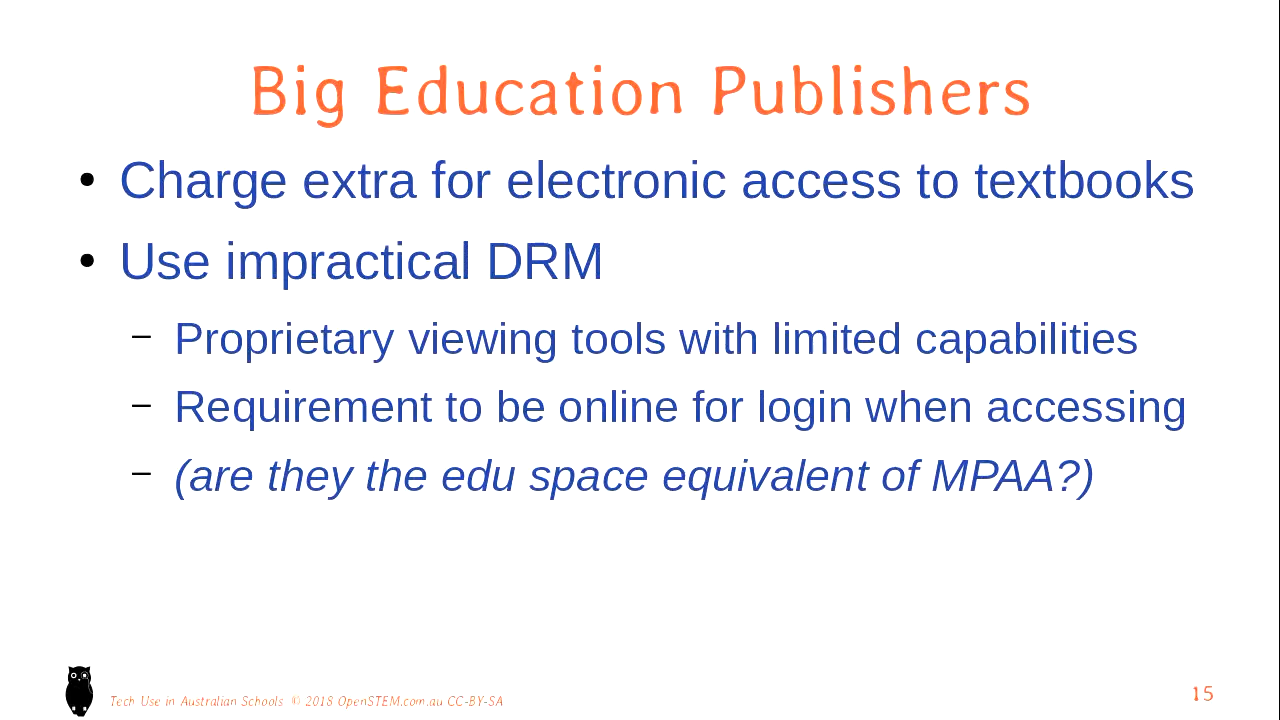 Big Education Publishers
• Charge extra for electronic access to textbooks
• Use impractical DRM
– Proprietary viewing tools with limited capabilities
– Requirement to be online for login when accessing
– (are they the edu space equivalent of MPAA?)
Tech Use in Australian Schools © 2018 OpenSTEM.com.au CC-BY-SA
15